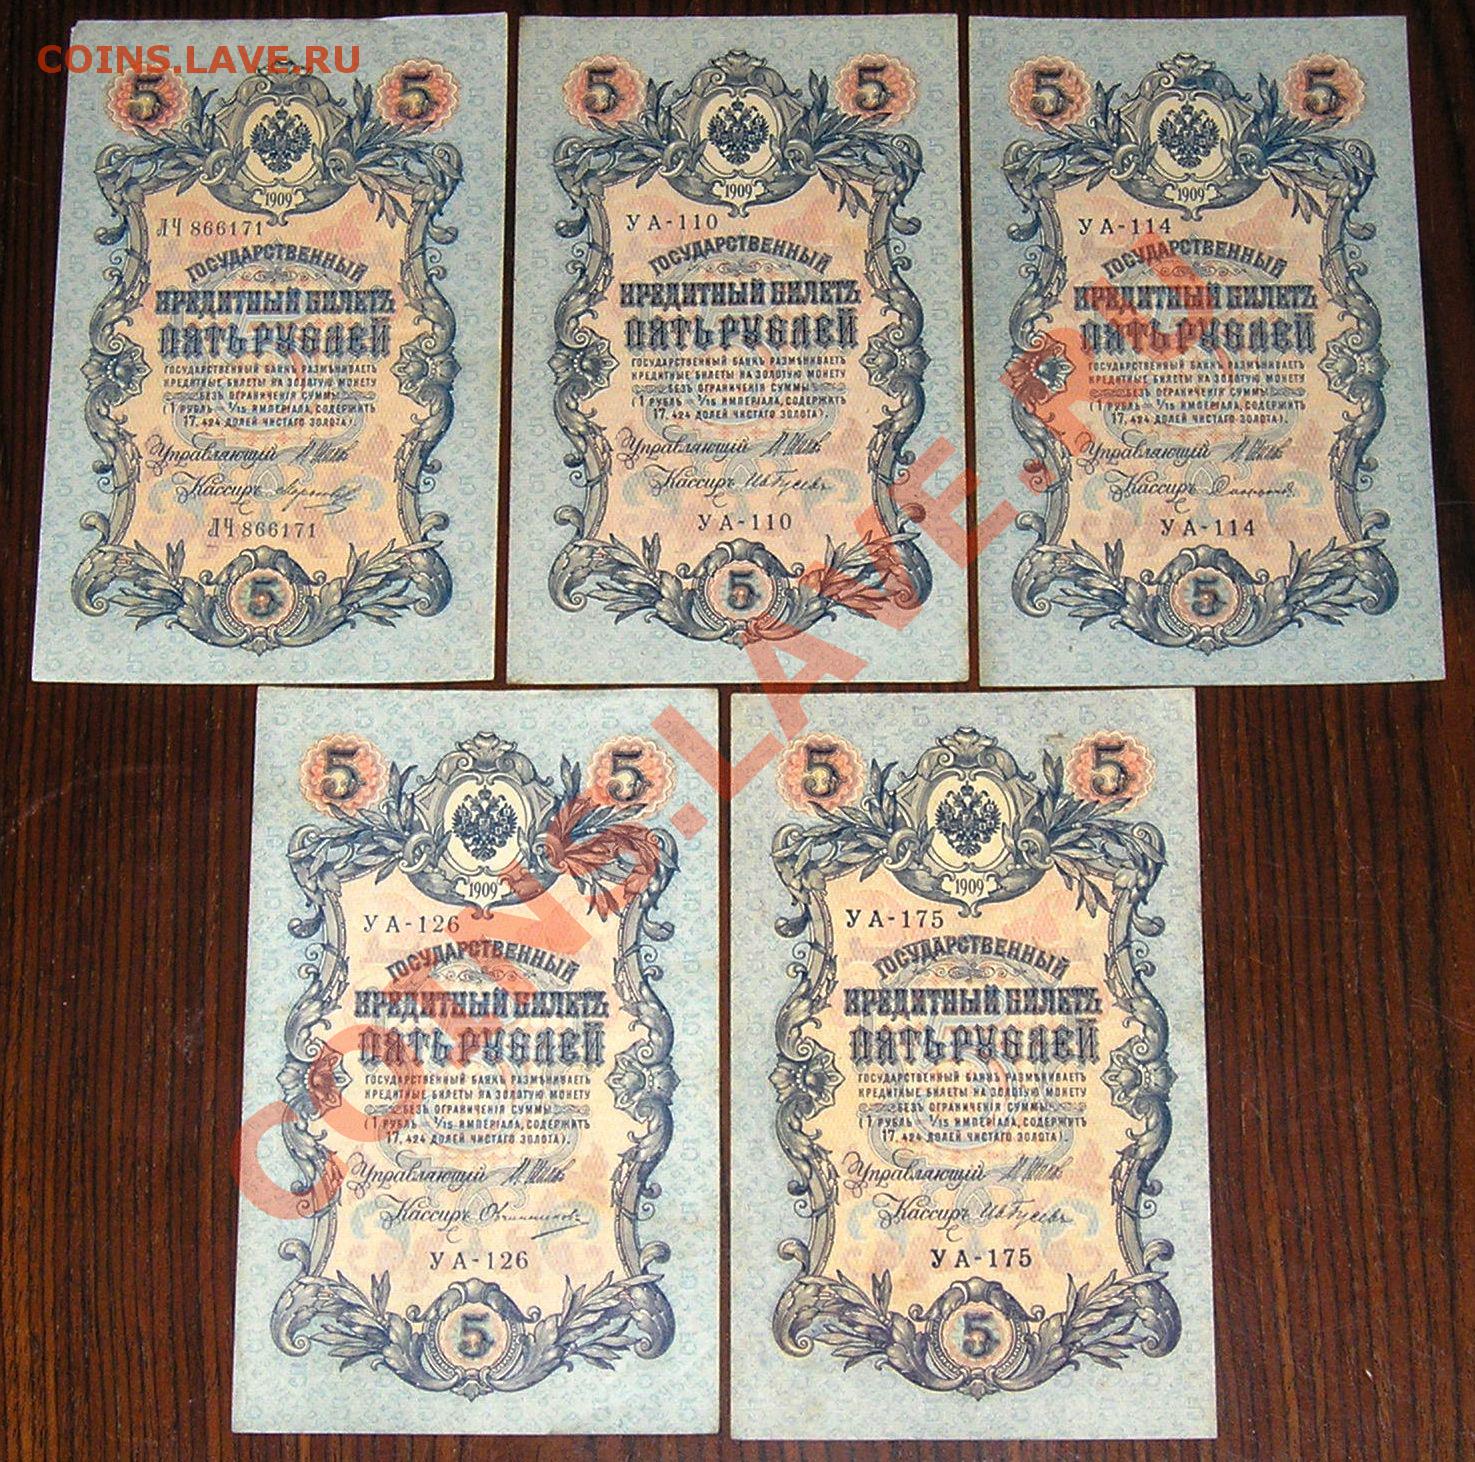 COINS.LAVE.RU
5 5
1909
ЛЧ 866171
ГОСУДАРСТВЕННЫЙ
КРЕДИТНЫЙ БИЛЕТЪ
ПЯТЬ РУБЛЕЙ
ГОСУДАРСТВЕННЫЙ БАНКЪ РАЗМѢНИВАЕТЪ
КРЕДИТНЫЕ БИЛЕТЫ НА ЗОЛОТУЮ МОНЕТУ
БЕЗЪ ОГРАНИЧЕНІЯ СУММЫ
(1 РУБЛЬ = 1/15 ИМПЕРІАЛА, СОДЕРЖИТЪ
17,424 ДОЛЕЙ ЧИСТАГО ЗОЛОТА).
Управляющій
Кассиръ
ЛЧ 866171
5
5 5
1909
УА-110
ГОСУДАРСТВЕННЫЙ
КРЕДИТНЫЙ БИЛЕТЪ
ПЯТЬ РУБЛЕЙ
ГОСУДАРСТВЕННЫЙ БАНКЪ РАЗМѢНИВАЕТЪ
КРЕДИТНЫЕ БИЛЕТЫ НА ЗОЛОТУЮ МОНЕТУ
БЕЗЪ ОГРАНИЧЕНІЯ СУММЫ
(1 РУБЛЬ = 1/15 ИМПЕРІАЛА, СОДЕРЖИТЪ
17,424 ДОЛЕЙ ЧИСТАГО ЗОЛОТА).
Управляющій
Кассиръ Ив Гусевъ
УА-110
5
5 5
1909
УА-114
ГОСУДАРСТВЕННЫЙ
КРЕДИТНЫЙ БИЛЕТЪ
ПЯТЬ РУБЛЕЙ
ГОСУДАРСТВЕННЫЙ БАНКЪ РАЗМѢНИВАЕТЪ
КРЕДИТНЫЕ БИЛЕТЫ НА ЗОЛОТУЮ МОНЕТУ
БЕЗЪ ОГРАНИЧЕНІЯ СУММЫ
(1 РУБЛЬ = 1/15 ИМПЕРІАЛА, СОДЕРЖИТЪ
17,424 ДОЛЕЙ ЧИСТАГО ЗОЛОТА).
Управляющій
Кассиръ
УА-114
5
5 5
1909
УА-126
ГОСУДАРСТВЕННЫЙ
КРЕДИТНЫЙ БИЛЕТЪ
ПЯТЬ РУБЛЕЙ
ГОСУДАРСТВЕННЫЙ БАНКЪ РАЗМѢНИВАЕТЪ
КРЕДИТНЫЕ БИЛЕТЫ НА ЗОЛОТУЮ МОНЕТУ
БЕЗЪ ОГРАНИЧЕНІЯ СУММЫ
(1 РУБЛЬ = 1/15 ИМПЕРІАЛА, СОДЕРЖИТЪ
17,424 ДОЛЕЙ ЧИСТАГО ЗОЛОТА).
Управляющій
Кассиръ Овчинниковъ
УА-126
5
5 5
1909
УА-175
ГОСУДАРСТВЕННЫЙ
КРЕДИТНЫЙ БИЛЕТЪ
ПЯТЬ РУБЛЕЙ
ГОСУДАРСТВЕННЫЙ БАНКЪ РАЗМѢНИВАЕТЪ
КРЕДИТНЫЕ БИЛЕТЫ НА ЗОЛОТУЮ МОНЕТУ
БЕЗЪ ОГРАНИЧЕНІЯ СУММЫ
(1 РУБЛЬ = 1/15 ИМПЕРІАЛА, СОДЕРЖИТЪ
17,424 ДОЛЕЙ ЧИСТАГО ЗОЛОТА).
Управляющій
Кассиръ Ив Гусевъ
УА-175
5
COINS.LAVE.RU